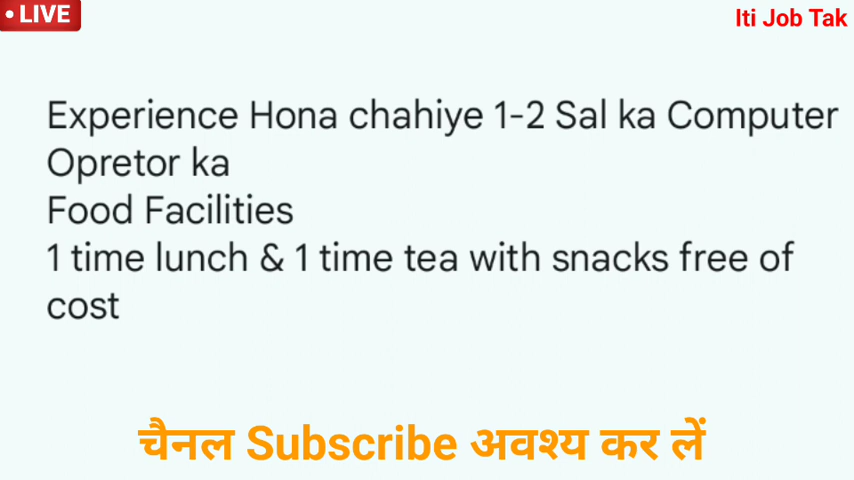 • LIVE
Iti Job Tak
Experience Hona chahiye 1-2 Sal ka Computer
Opretor ka
Food Facilities
1 time lunch & 1 time tea with snacks free of
cost
चैनल Subscribe अवश्य कर लें